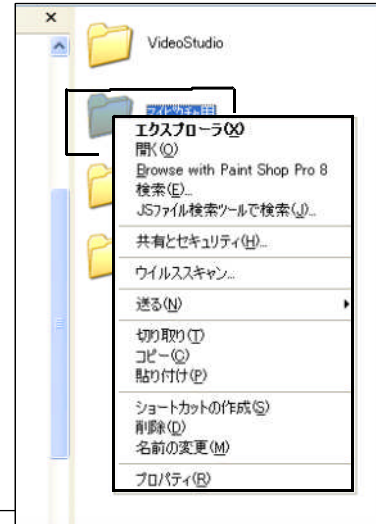 VideoStudio
エクスプローラ(X)
開く(O)
Browse with Paint Shop Pro 8
検索(E)...
JSファイル検索ツールで検索(J)...
共有とセキュリティ(H)...
ウイルススキャン...
送る(N)
切り取り(T)
コピー(C)
貼り付け(P)
ショートカットの作成(S)
削除(D)
名前の変更(M)
プロパティ(R)